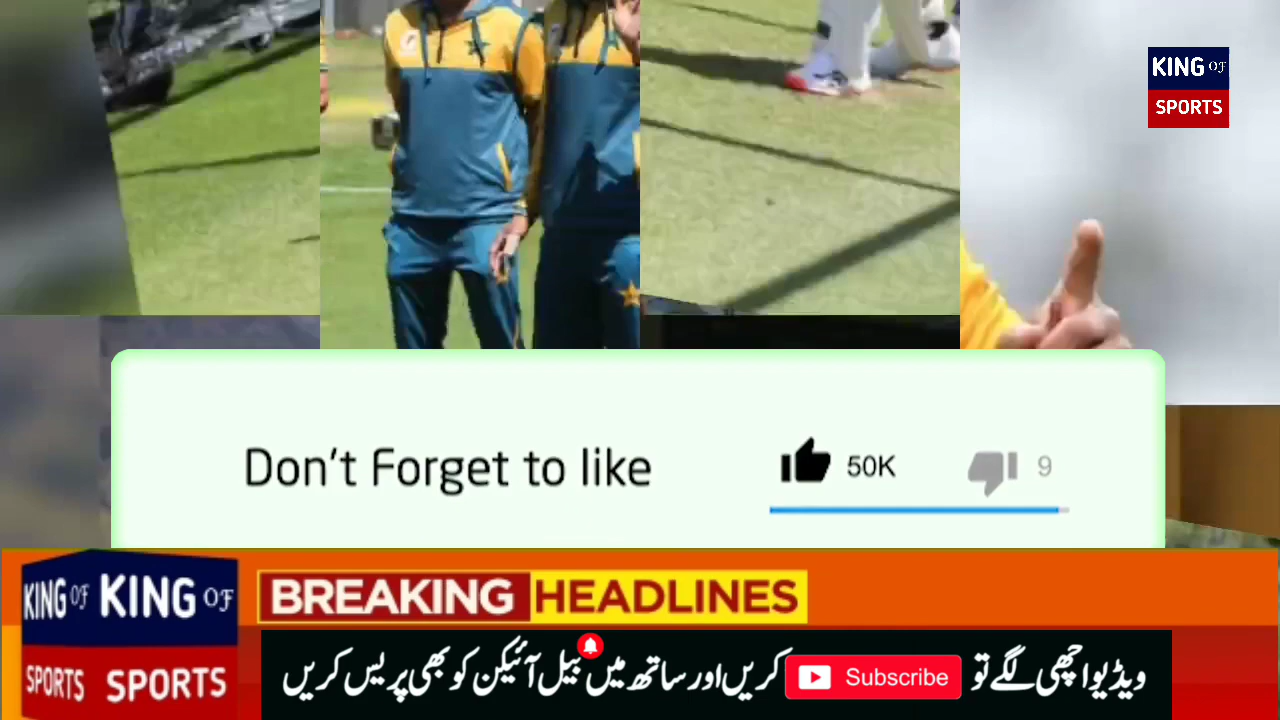 KING OF
SPORTS
Don't Forget to like 50K 9
KING OF KING OF
SPORTS SPORTS
BREAKING HEADLINES
ویڈیو اچھی لگے تو Subscribe کریں اور ساتھ میں بیل آئیکن کو بھی پریس کریں